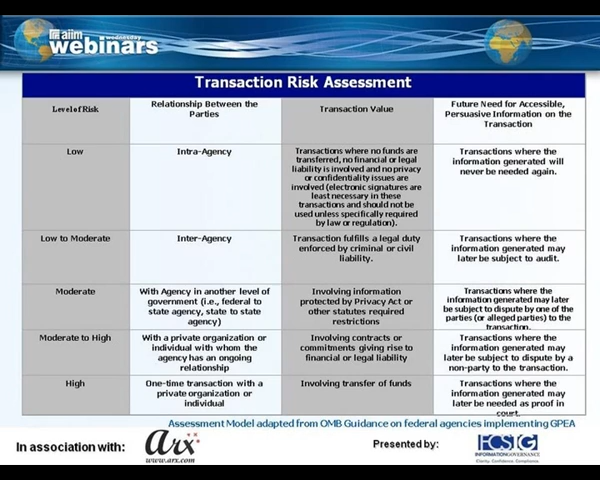 aiim wednesday
webinars
Transaction Risk Assessment
Level of Risk
Relationship Between the
Parties
Transaction Value
Future Need for Accessible,
Persuasive Information on the
Transaction
Low
Intra-Agency
Transactions where no funds are
transferred, no financial or legal
liability is involved and no privacy
or confidentiality issues are
involved (electronic signatures are
least necessary in these
transactions and should not be
used unless specifically required
by law or regulation).
Transactions where the
information generated will
never be needed again.
Low to Moderate
Inter-Agency
Transaction fulfills a legal duty
enforced by criminal or civil
liability.
Transactions where the
information generated may
later be subject to audit.
Moderate
With Agency in another level of
government (i.e., federal to
state agency, state to state
agency)
Involving information
protected by Privacy Act or
other statutes required
restrictions
Transactions where the
information generated may later
be subject to dispute by one of the
parties (or alleged parties) to the
transaction.
Moderate to High
With a private organization or
individual with whom the
agency has an ongoing
relationship
Involving contracts or
commitments giving rise to
financial or legal liability
Transactions where the
information generated may
later be subject to dispute by a
non-party to the transaction.
High
One-time transaction with a
private organization or
individual
Involving transfer of funds
Transactions where the
information generated may
later be needed as proof in
court.
Assessment Model adapted from OMB Guidance on federal agencies implementing GPEA
In association with:
arx
www.arx.com
Presented by:
FCSIG
INFORMATIONGOVERNANCE
Clarity. Confidence. Compliance.